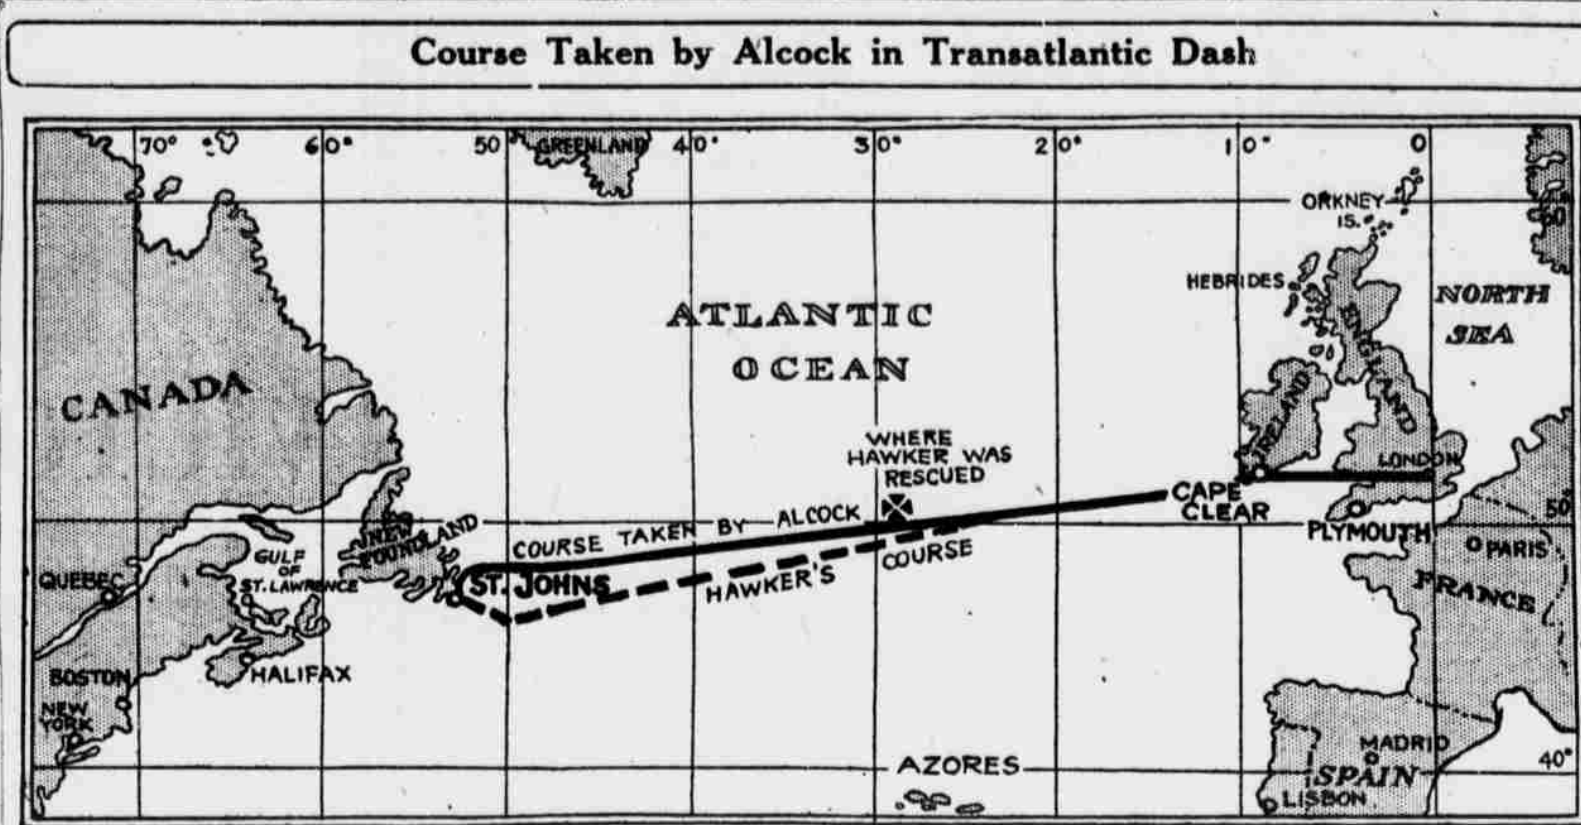 Course Taken by Alcock in Transatlantic Dash
70° 60° 50 GREENLAND 40° 30° 20° 10° 0
ORKNEY
IS.
60
HEBRIDES
NORTH
SEA
ATLANTIC
OCEAN
ENGLAND
CANADA
IRELAND
WHERE
HAWKER WAS
RESCUED
LONDON
CAPE
CLEAR
50°
PLYMOUTH
COURSE TAKEN BY ALCOCK
NEW
FOUNDLAND
GULF
OF
ST. LAWRENCE
QUEBEC
ST. JOHNS
HAWKER'S COURSE
PARIS
FRANCE
BOSTON
HALIFAX
NEW
YORK
AZORES
MADRID
40°
SPAIN
LISBON